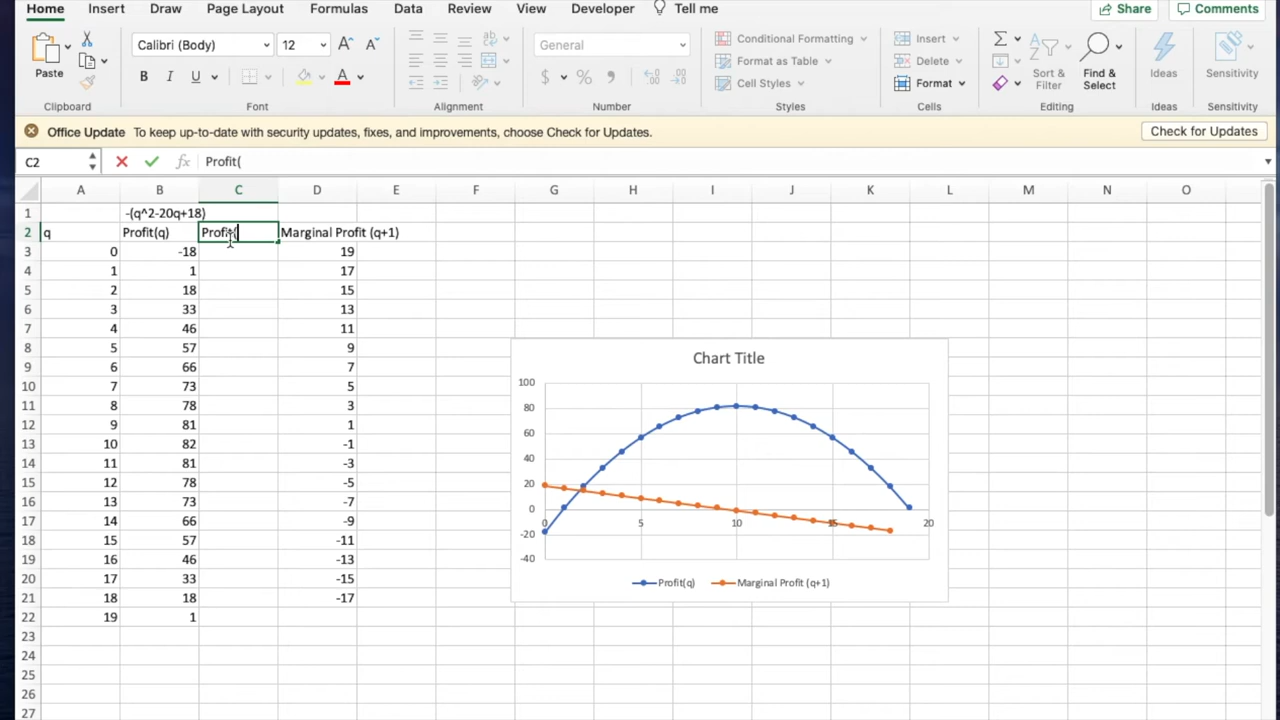 Home Insert Draw Page Layout Formulas Data Review View Developer Tell me Share Comments
Calibri (Body) 12 General Conditional Formatting Insert
Paste Format as Table Delete Sort & Filter Find & Select Ideas Sensitivity
B I U A $ % Cell Styles Format
Clipboard Font Alignment Number Styles Cells Editing Ideas Sensitivity
Office Update To keep up-to-date with security updates, fixes, and improvements, choose Check for Updates. Check for Updates
C2 fx Profit(
A B C D E F G H I J K L M N O
1 -(q^2-20q+18)
2 q Profit(q) Profit( Marginal Profit (q+1)
3 0 -18 19
4 1 1 17
5 2 18 15
6 3 33 13
7 4 46 11
8 5 57 9
9 6 66 7
10 7 73 5
11 8 78 3
12 9 81 1
13 10 82 -1
14 11 81 -3
15 12 78 -5
16 13 73 -7
17 14 66 -9
18 15 57 -11
19 16 46 -13
20 17 33 -15
21 18 18 -17
22 19 1
23
24
25
26
27
Chart Title
100
80
60
40
20
0
-20
-40
0 5 10 15 20
Profit(q) Marginal Profit (q+1)